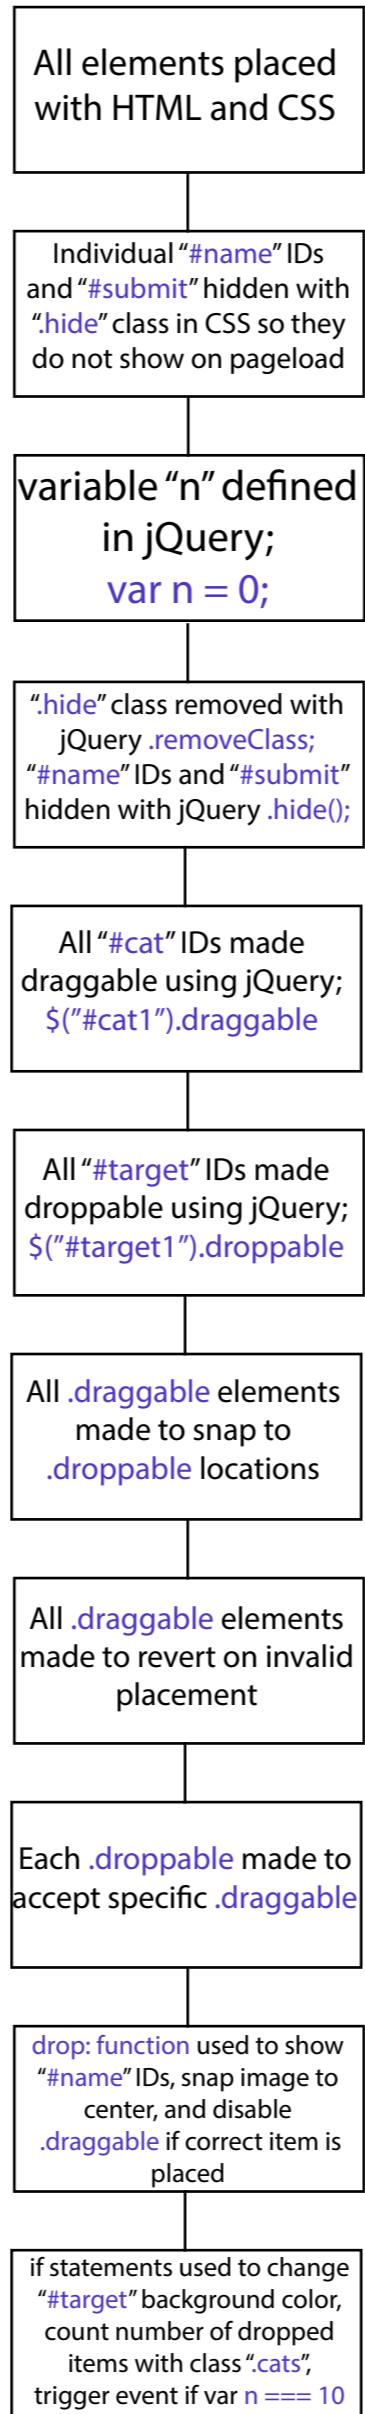 All elements placed
with HTML and CSS
Individual “#name” IDs
and “#submit” hidden with
“.hide” class in CSS so they
do not show on pageload
variable “n” defined
in jQuery;
var n = 0;
“.hide” class removed with
jQuery .removeClass;
“#name” IDs and “#submit”
hidden with jQuery .hide();
All “#cat” IDs made
draggable using jQuery;
$(”#cat1”).draggable
All “#target” IDs made
droppable using jQuery;
$(”#target1”).droppable
All .draggable elements
made to snap to
.droppable locations
All .draggable elements
made to revert on invalid
placement
Each .droppable made to
accept specific .draggable
drop: function used to show
“#name” IDs, snap image to
center, and disable
.draggable if correct item is
placed
if statements used to change
“#target” background color,
count number of dropped
items with class “.cats”,
trigger event if var n === 10